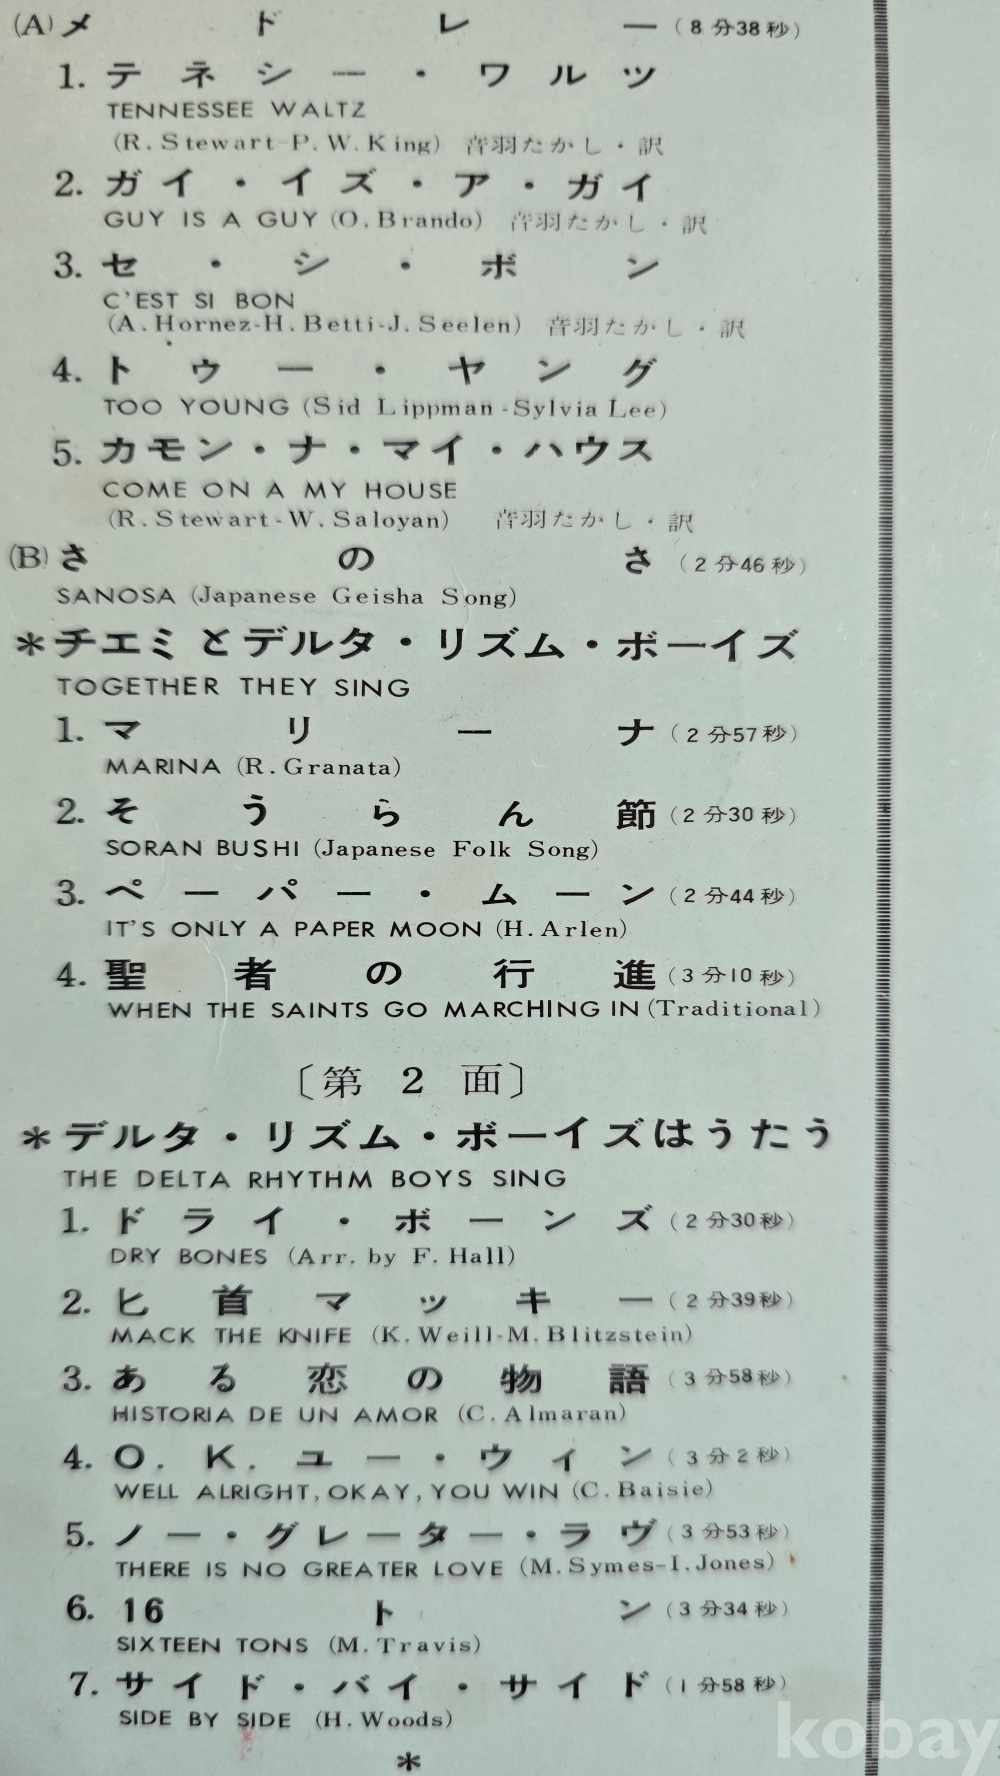 (A)メドレー(8分38秒)
1. テネシー・ワルツ
TENNESSEE WALTZ
(R. Stewart-P. W. King) 音羽たかし・訳
2. ガイ・イズ・ア・ガイ
GUY IS A GUY (O. Brando) 音羽たかし・訳
3. セ・シ・ボン
C'EST SI BON
(A. Hornez-H. Betti-J. Seelen) 音羽たかし・訳
4. トゥー・ヤング
TOO YOUNG (Sid Lippman-Sylvia Lee)
5. カモン・ナ・マイ・ハウス
COME ON A MY HOUSE
(R. Stewart-W. Saloyan) 音羽たかし・訳
(B)さのさ(2分46秒)
SANOSA (Japanese Geisha Song)
*チエミとデルタ・リズム・ボーイズ
TOGETHER THEY SING
1. マリーナ(2分57秒)
MARINA (R. Granata)
2. そうらん節(2分30秒)
SORAN BUSHI (Japanese Folk Song)
3. ペーパー・ムーン(2分44秒)
IT'S ONLY A PAPER MOON (H. Arlen)
4. 聖者の行進(3分10秒)
WHEN THE SAINTS GO MARCHING IN (Traditional)
〔第2面〕
*デルタ・リズム・ボーイズはうたう
THE DELTA RHYTHM BOYS SING
1. ドライ・ボーンズ(2分30秒)
DRY BONES (Arr. by F. Hall)
2. ヒ首マッキー(2分39秒)
MACK THE KNIFE (K. Weill-M. Blitzstein)
3. ある恋の物語(3分58秒)
HISTORIA DE UN AMOR (C. Almaran)
4. O. K. ユー・ウィン(3分2秒)
WELL ALRIGHT, OKAY, YOU WIN (C. Baisie)
5. ノー・グレーター・ラヴ(3分53秒)
THERE IS NO GREATER LOVE (M. Symes-I. Jones)
6. 16トン(3分34秒)
SIXTEEN TONS (M. Travis)
7. サイド・バイ・サイド(1分58秒)
SIDE BY SIDE (H. Woods)
*
kobay